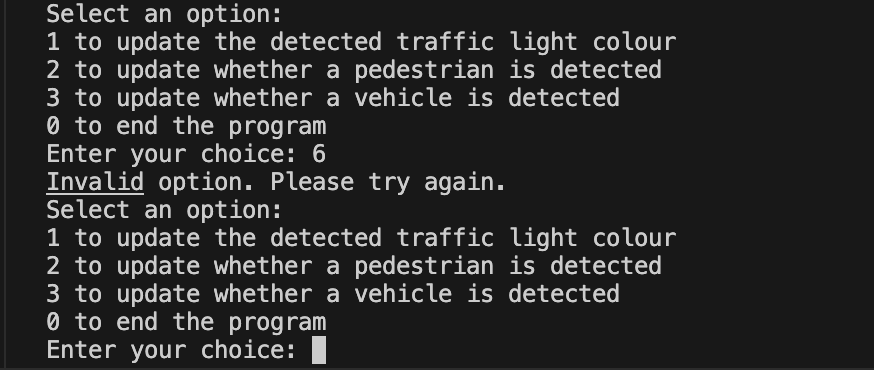 Select an option:
1 to update the detected traffic light colour
2 to update whether a pedestrian is detected
3 to update whether a vehicle is detected
0 to end the program
Enter your choice: 6
Invalid option. Please try again.
Select an option:
1 to update the detected traffic light colour
2 to update whether a pedestrian is detected
3 to update whether a vehicle is detected
0 to end the program
Enter your choice: